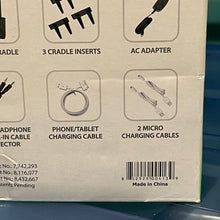 RADLE
3 CRADLE INSERTS
AC ADAPTER
ADPHONE
-IN CABLE
ECTOR
PHONE/TABLET
CHARGING CABLE
2 MICRO
CHARGING CABLES
No.: 7,742,293
No.: 8,116,077
No.: 8,432,667
tents Pending
Made in China